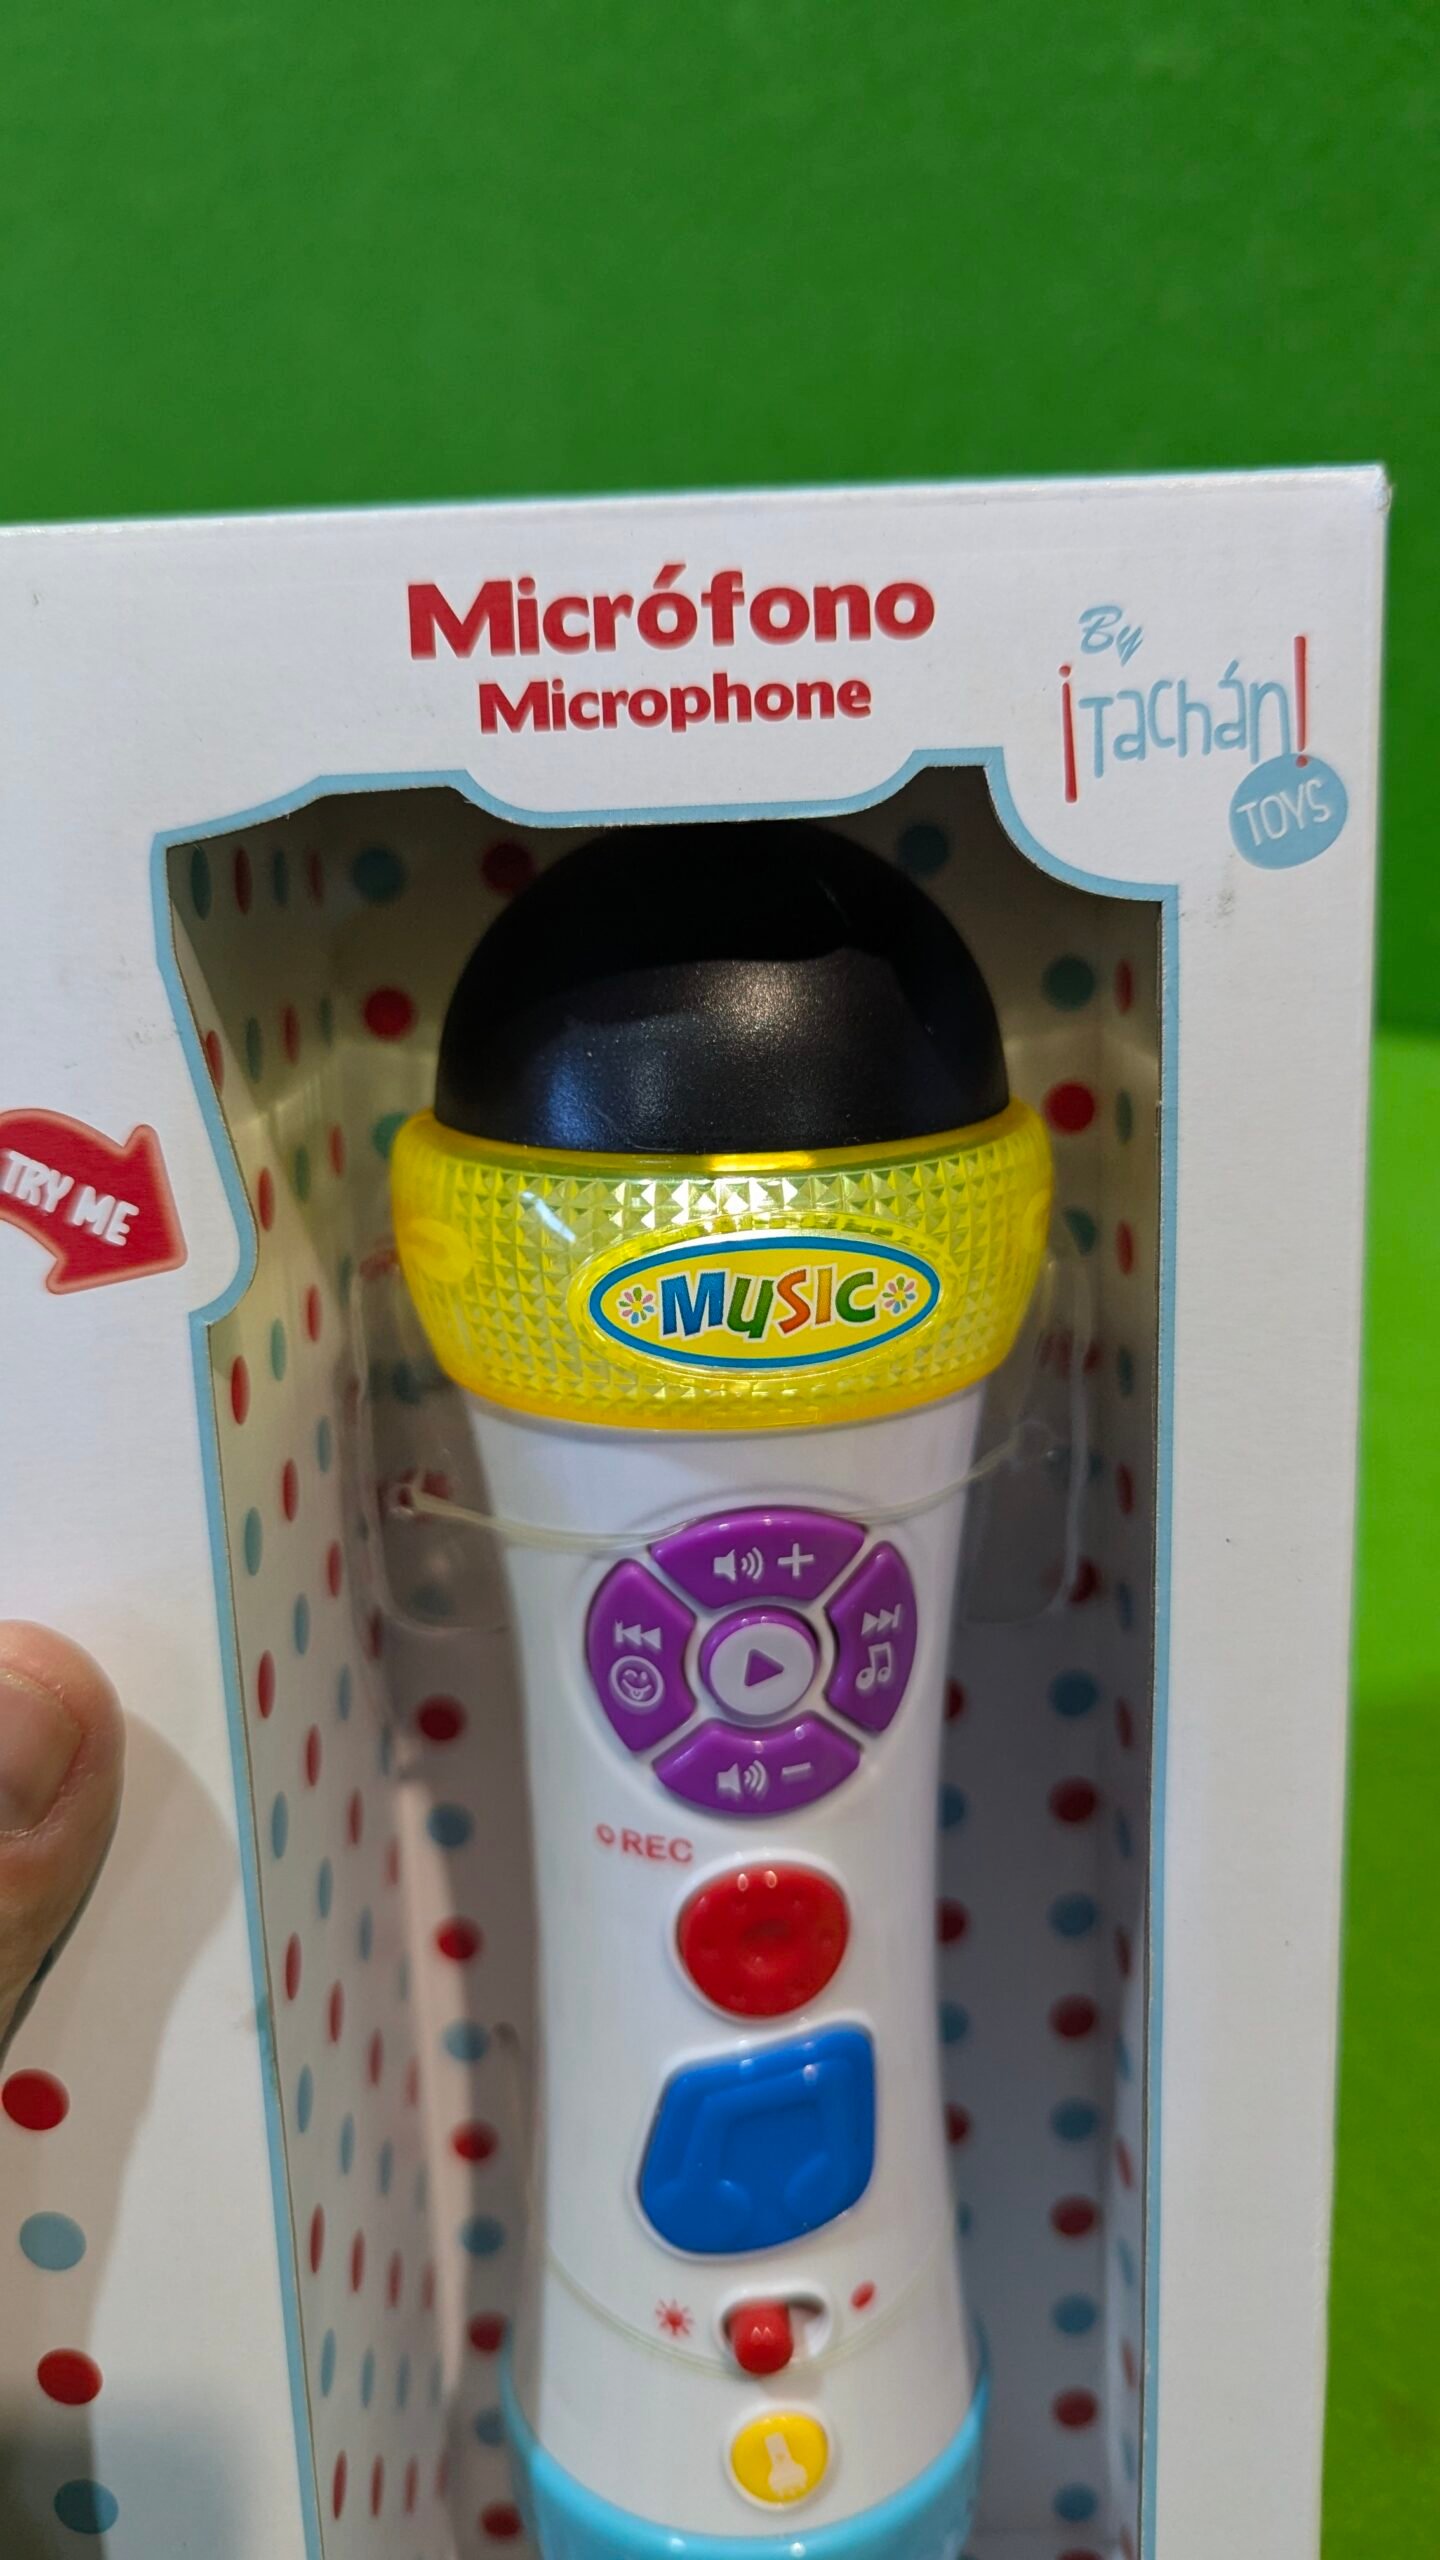 Micrófono
Microphone
By
¡Tachán!
TOYS
TRY ME
MUSIC
+
−
REC